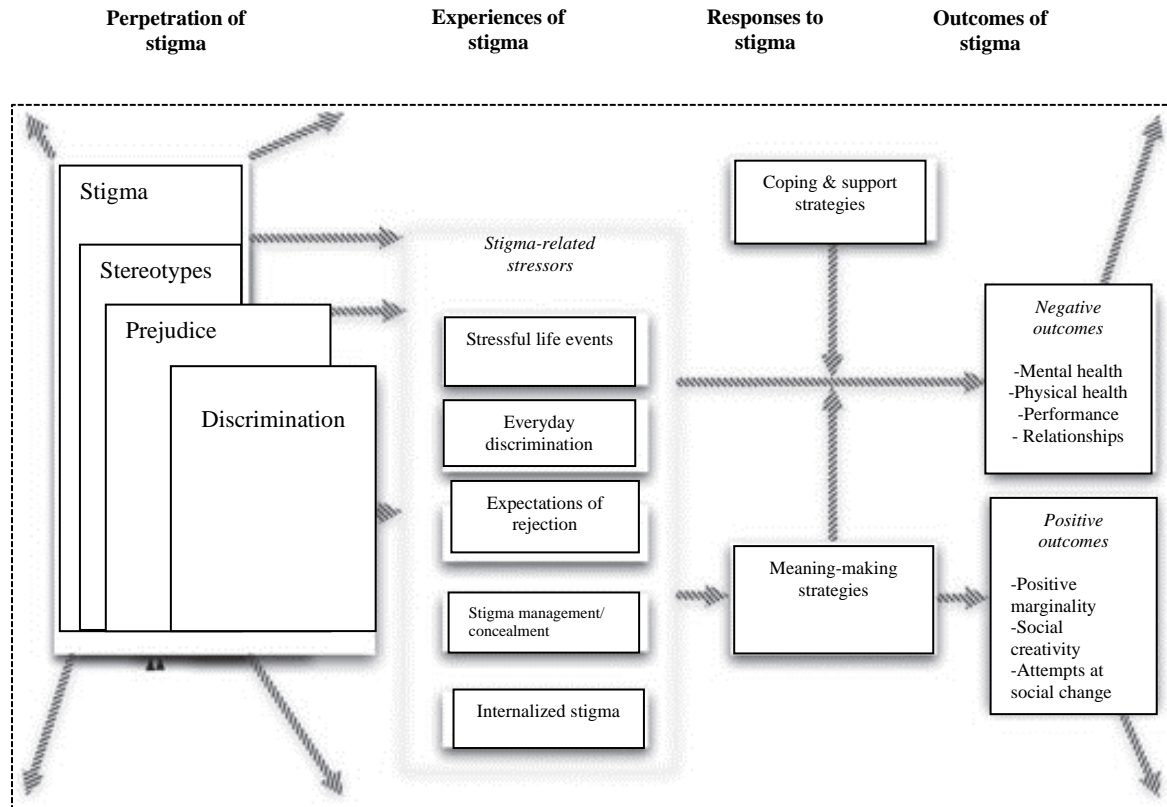 Perpetration of
stigma
Experiences of
stigma
Responses to
stigma
Outcomes of
stigma
Stigma
Stereotypes
Prejudice
Discrimination
Stigma-related
stressors
Stressful life events
Everyday
discrimination
Expectations of
rejection
Stigma management/
concealment
Internalized stigma
Coping & support
strategies
Meaning-making
strategies
Negative
outcomes
-Mental health
-Physical health
-Performance
- Relationships
Positive
outcomes
-Positive
marginality
-Social
creativity
-Attempts at
social change